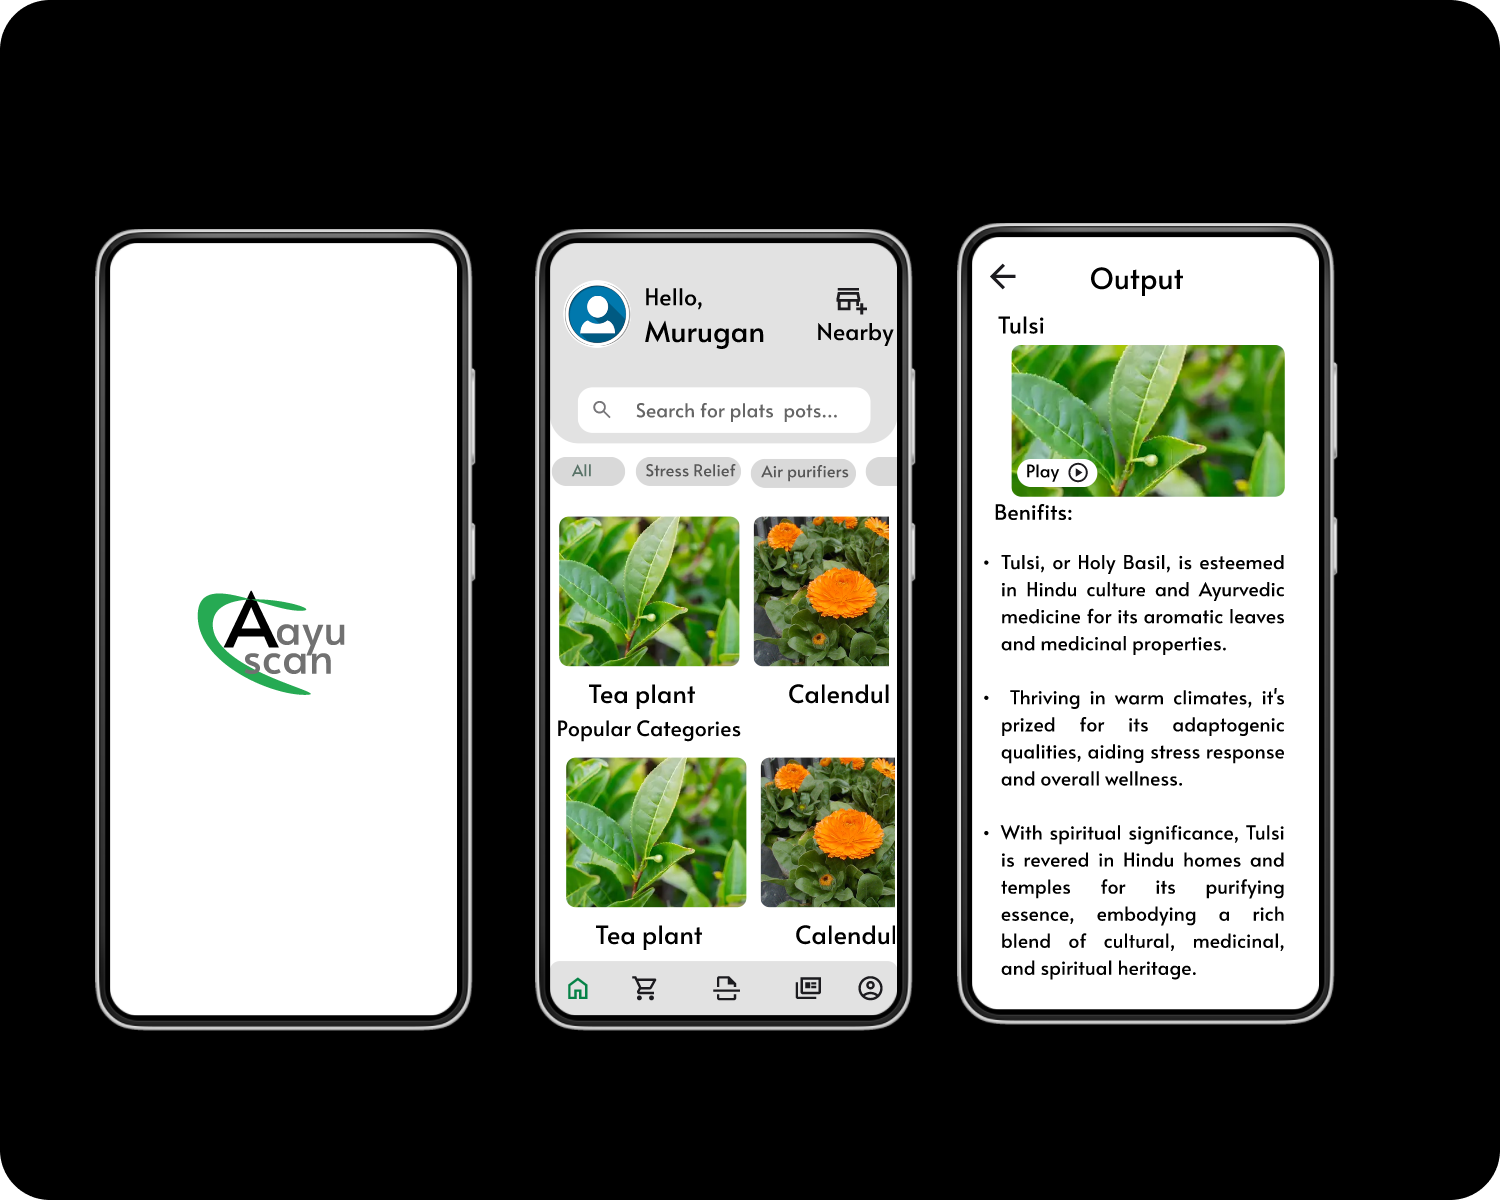 Aayu
scan
Hello,
Murugan
Nearby
Search for plats pots...
All
Stress Relief
Air purifiers
Tea plant
Calendul
Popular Categories
Tea plant
Calendul
Output
Tulsi
Play
Benifits:
• Tulsi, or Holy Basil, is esteemed
in Hindu culture and Ayurvedic
medicine for its aromatic leaves
and medicinal properties.
• Thriving in warm climates, it's
prized for its adaptogenic
qualities, aiding stress response
and overall wellness.
• With spiritual significance, Tulsi
is revered in Hindu homes and
temples for its purifying
essence, embodying a rich
blend of cultural, medicinal,
and spiritual heritage.